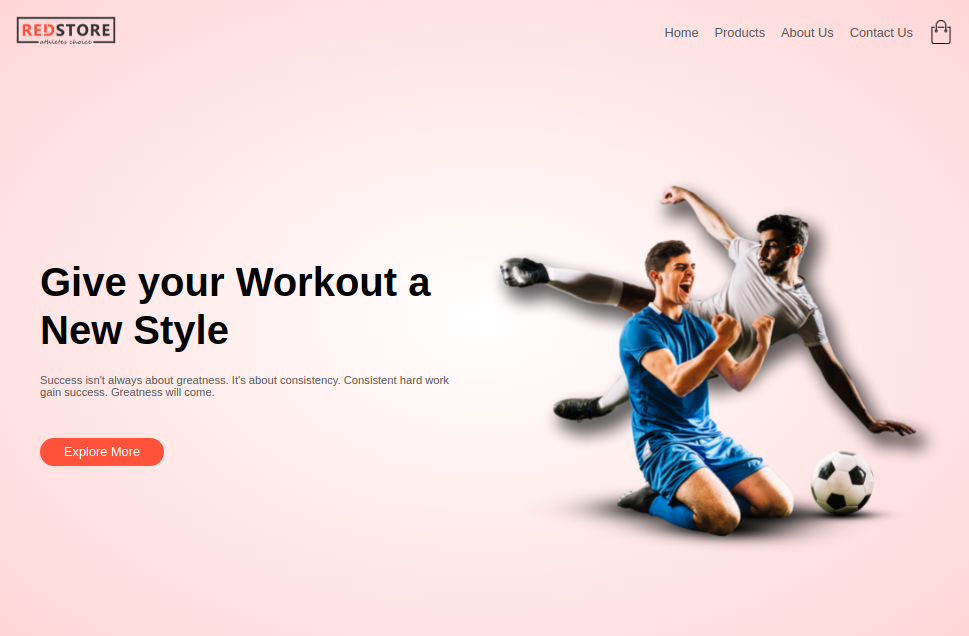 REDSTORE
athletes choice
Home Products About Us Contact Us
Give your Workout a
New Style
Success isn't always about greatness. It's about consistency. Consistent hard work
gain success. Greatness will come.
Explore More